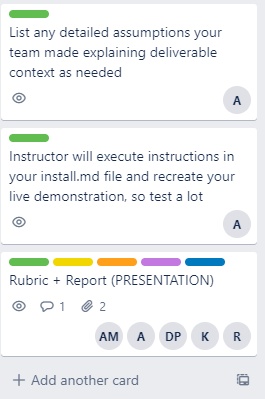 List any detailed assumptions your
team made explaining deliverable
context as needed
A
Instructor will execute instructions in
your install.md file and recreate your
live demonstration, so test a lot
A
Rubric + Report (PRESENTATION)
1 2
AM A DP K R
+ Add another card